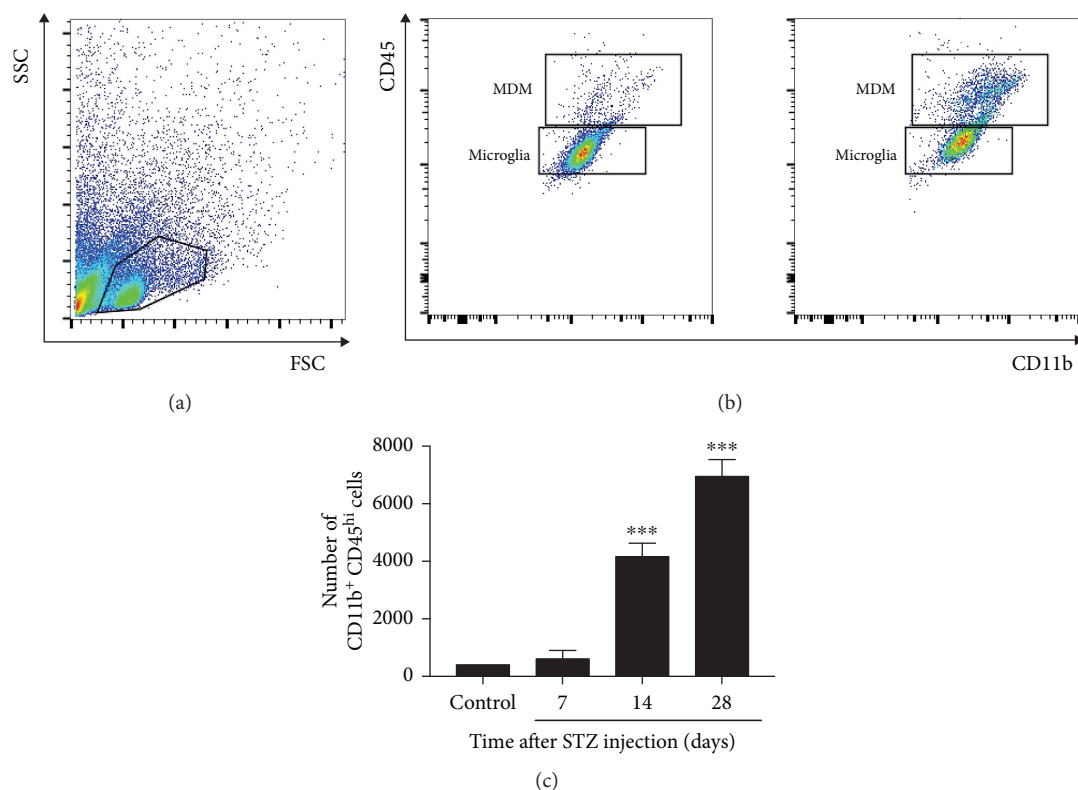 SSC
FSC
(a)
CD45
MDM
Microglia
MDM
Microglia
CD11b
(b)
Number of
CD11b⁺ CD45ʰⁱ cells
8000
6000
4000
2000
0
***
***
Control 7 14 28
Time after STZ injection (days)
(c)